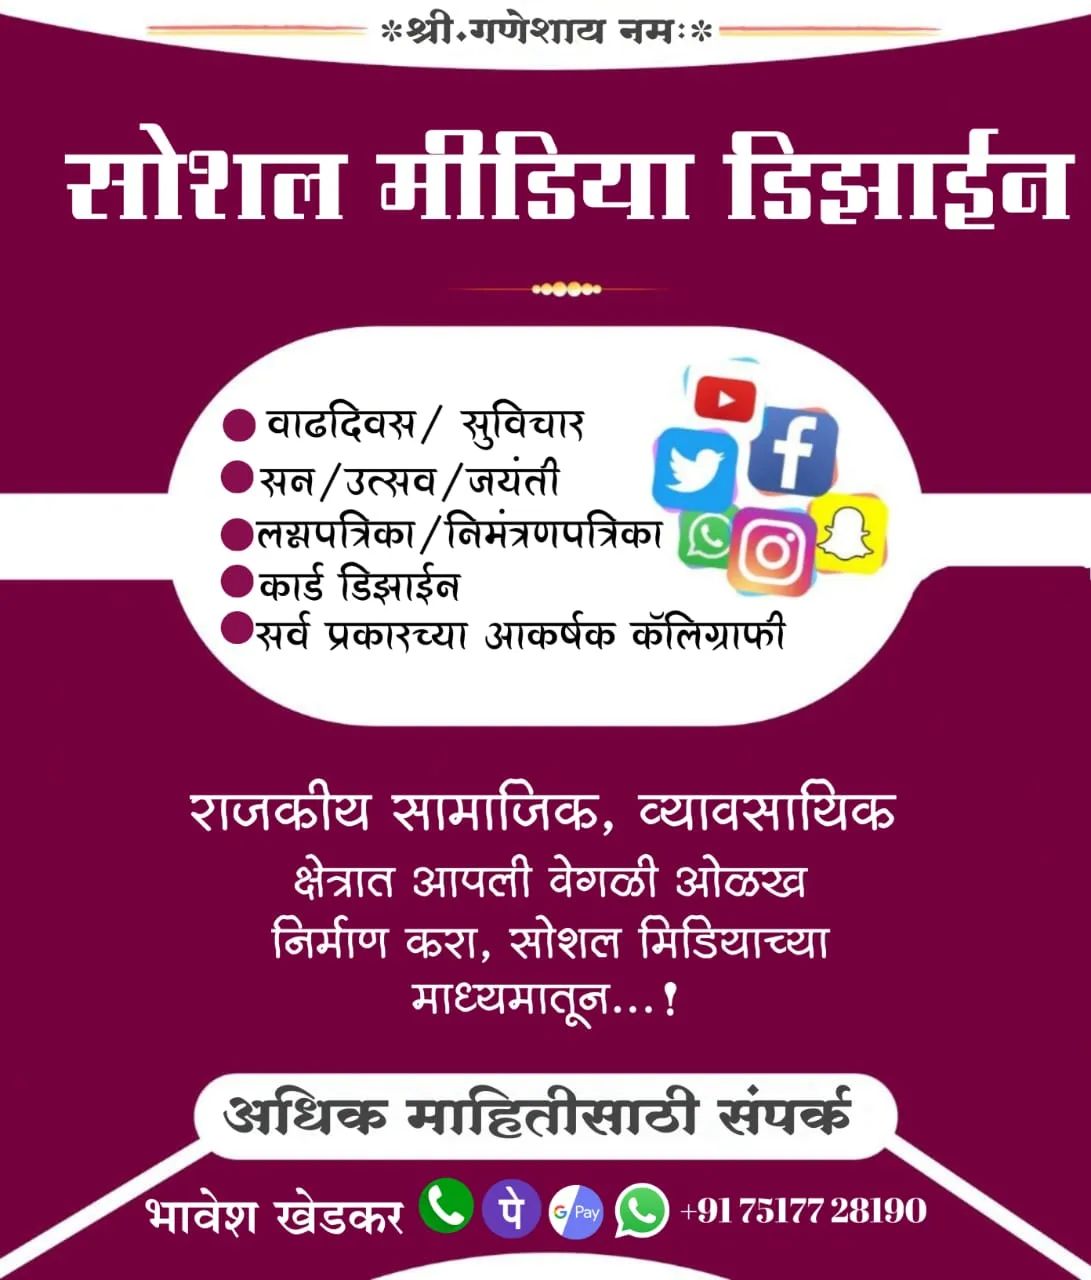 *श्री.गणेशाय नमः*
सोशल मीडिया डिझाईन
वाढदिवस/ सुविचार
सन/उत्सव/जयंती
लग्नपत्रिका/निमंत्रणपत्रिका
कार्ड डिझाईन
सर्व प्रकारच्या आकर्षक कॅलिग्राफी
राजकीय सामाजिक, व्यावसायिक
क्षेत्रात आपली वेगळी ओळख
निर्माण करा, सोशल मिडियाच्या
माध्यमातून...!
अधिक माहितीसाठी संपर्क
भावेश खेडकर पे G Pay +91 75177 28190